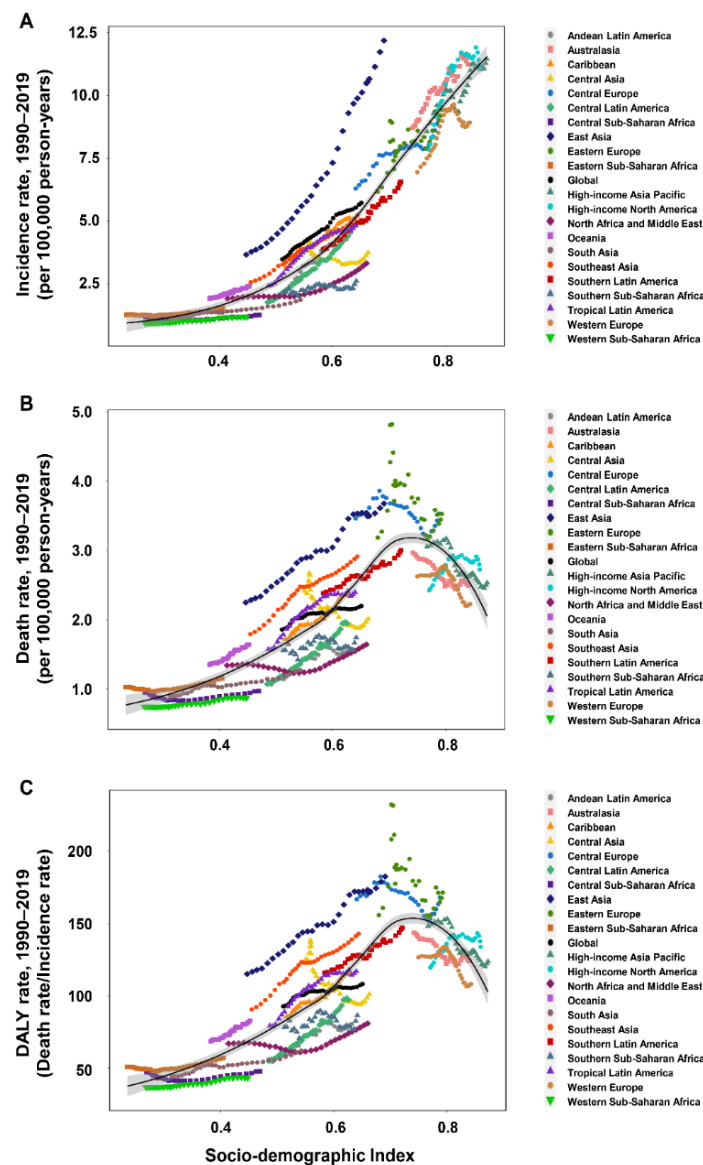 A
Incidence rate, 1990–2019
(per 100,000 person-years)
12.5
10.0
7.5
5.0
2.5
0.4
0.6
0.8
Andean Latin America
Australasia
Caribbean
Central Asia
Central Europe
Central Latin America
Central Sub-Saharan Africa
East Asia
Eastern Europe
Eastern Sub-Saharan Africa
Global
High-income Asia Pacific
High-income North America
North Africa and Middle East
Oceania
South Asia
Southeast Asia
Southern Latin America
Southern Sub-Saharan Africa
Tropical Latin America
Western Europe
Western Sub-Saharan Africa
B
Death rate, 1990–2019
(per 100,000 person-years)
5.0
4.0
3.0
2.0
1.0
0.4
0.6
0.8
Andean Latin America
Australasia
Caribbean
Central Asia
Central Europe
Central Latin America
Central Sub-Saharan Africa
East Asia
Eastern Europe
Eastern Sub-Saharan Africa
Global
High-income Asia Pacific
High-income North America
North Africa and Middle East
Oceania
South Asia
Southeast Asia
Southern Latin America
Southern Sub-Saharan Africa
Tropical Latin America
Western Europe
Western Sub-Saharan Africa
C
DALY rate, 1990–2019
(Death rate/Incidence rate)
200
150
100
50
0.4
0.6
0.8
Socio-demographic Index
Andean Latin America
Australasia
Caribbean
Central Asia
Central Europe
Central Latin America
Central Sub-Saharan Africa
East Asia
Eastern Europe
Eastern Sub-Saharan Africa
Global
High-income Asia Pacific
High-income North America
North Africa and Middle East
Oceania
South Asia
Southeast Asia
Southern Latin America
Southern Sub-Saharan Africa
Tropical Latin America
Western Europe
Western Sub-Saharan Africa